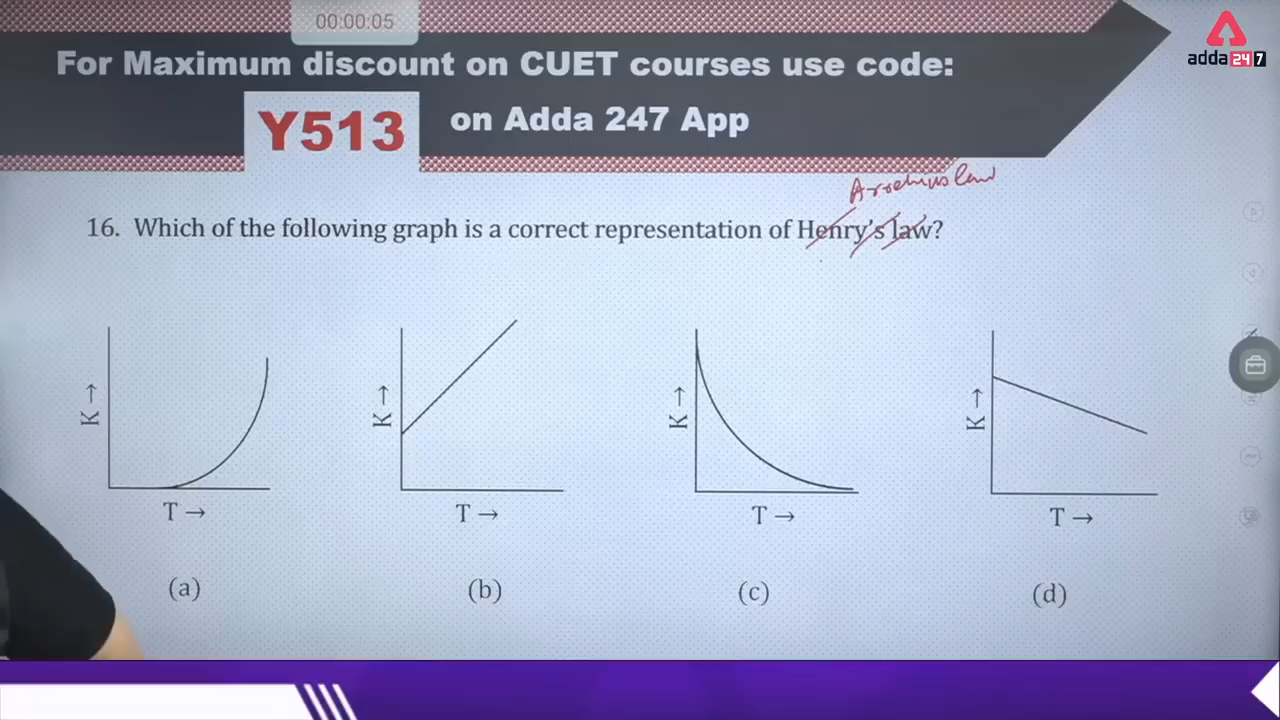 00:00:05
For Maximum discount on CUET courses use code:
Y513 on Adda 247 App
adda247
Arrehius law
16. Which of the following graph is a correct representation of Henry's law?
K → K → K → K →
T → T → T → T →
(a) (b) (c) (d)